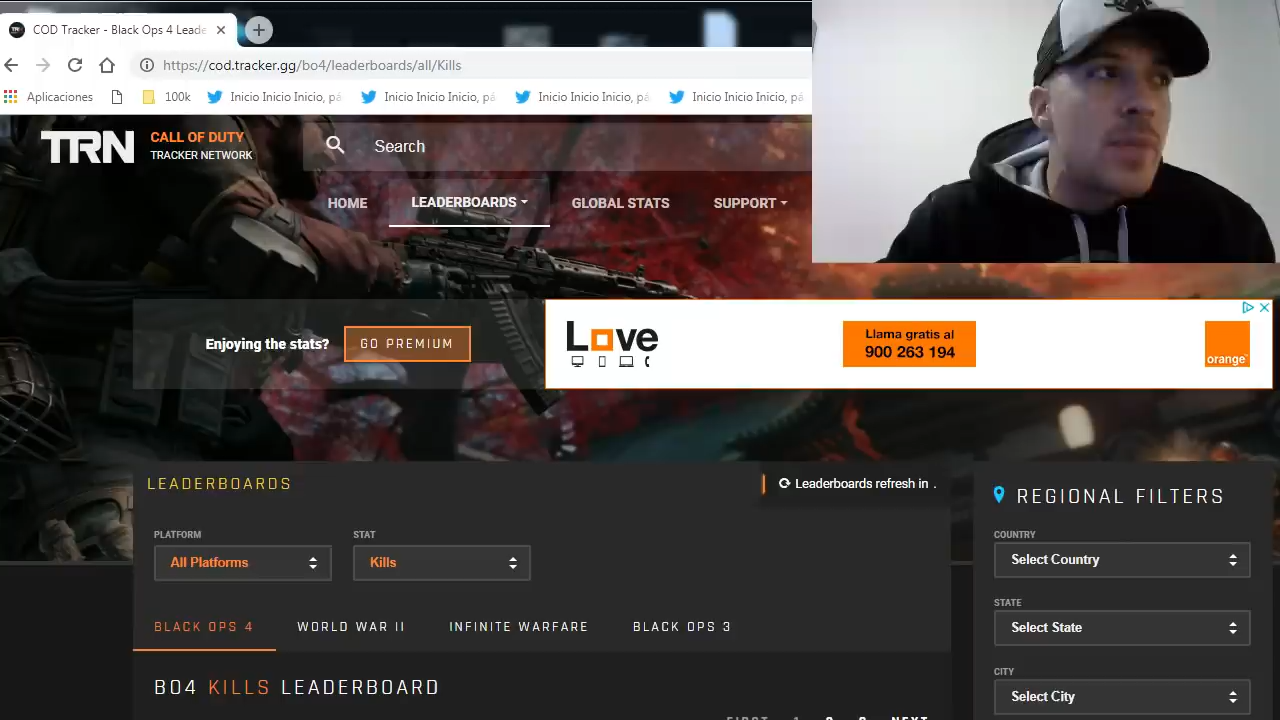 COD Tracker - Black Ops 4 Leade
https://cod.tracker.gg/bo4/leaderboards/all/Kills
Aplicaciones 100k Inicio Inicio Inicio, pá Inicio Inicio Inicio, pá Inicio Inicio Inicio, pá Inicio Inicio Inicio, pá
TRN CALL OF DUTY
TRACKER NETWORK
Search
HOME LEADERBOARDS GLOBAL STATS SUPPORT
Enjoying the stats? GO PREMIUM
Love
Llama gratis al
900 263 194
orange™
LEADERBOARDS
Leaderboards refresh in .
PLATFORM STAT
All Platforms Kills
BLACK OPS 4 WORLD WAR II INFINITE WARFARE BLACK OPS 3
BO4 KILLS LEADERBOARD
REGIONAL FILTERS
COUNTRY
Select Country
STATE
Select State
CITY
Select City